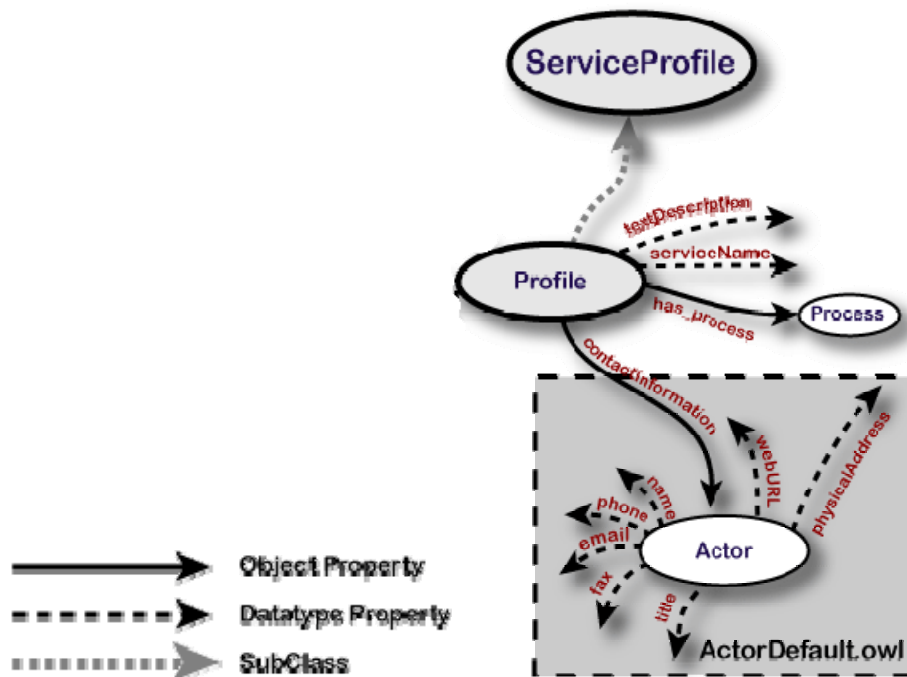 ServiceProfile
textDescription
serviceName
Profile
has_process
Process
contactInformation
webURL
physicalAddress
name
phone
email
Actor
fax
title
Object Property
Datatype Property
SubClass
ActorDefault.owl